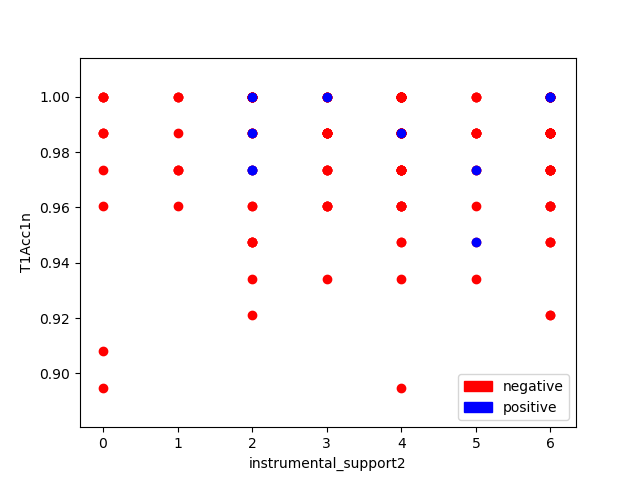 1.00
0.98
0.96
0.94
0.92
0.90
T1Acc1n
negative
positive
0 1 2 3 4 5 6
instrumental_support2